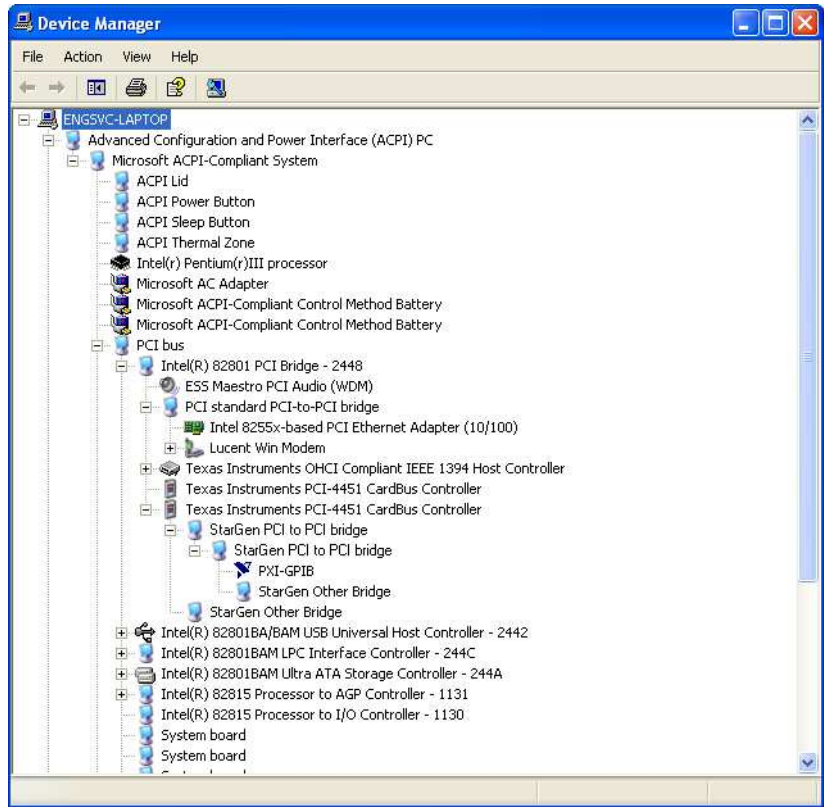 Device Manager
File Action View Help
ENGSVC-LAPTOP
Advanced Configuration and Power Interface (ACPI) PC
Microsoft ACPI-Compliant System
ACPI Lid
ACPI Power Button
ACPI Sleep Button
ACPI Thermal Zone
Intel(r) Pentium(r)III processor
Microsoft AC Adapter
Microsoft ACPI-Compliant Control Method Battery
Microsoft ACPI-Compliant Control Method Battery
PCI bus
Intel(R) 82801 PCI Bridge - 2448
ESS Maestro PCI Audio (WDM)
PCI standard PCI-to-PCI bridge
Intel 8255x-based PCI Ethernet Adapter (10/100)
Lucent Win Modem
Texas Instruments OHCI Compliant IEEE 1394 Host Controller
Texas Instruments PCI-4451 CardBus Controller
Texas Instruments PCI-4451 CardBus Controller
StarGen PCI to PCI bridge
StarGen PCI to PCI bridge
PXI-GPIB
StarGen Other Bridge
StarGen Other Bridge
Intel(R) 82801BA/BAM USB Universal Host Controller - 2442
Intel(R) 82801BAM LPC Interface Controller - 244C
Intel(R) 82801BAM Ultra ATA Storage Controller - 244A
Intel(R) 82815 Processor to AGP Controller - 1131
Intel(R) 82815 Processor to I/O Controller - 1130
System board
System board